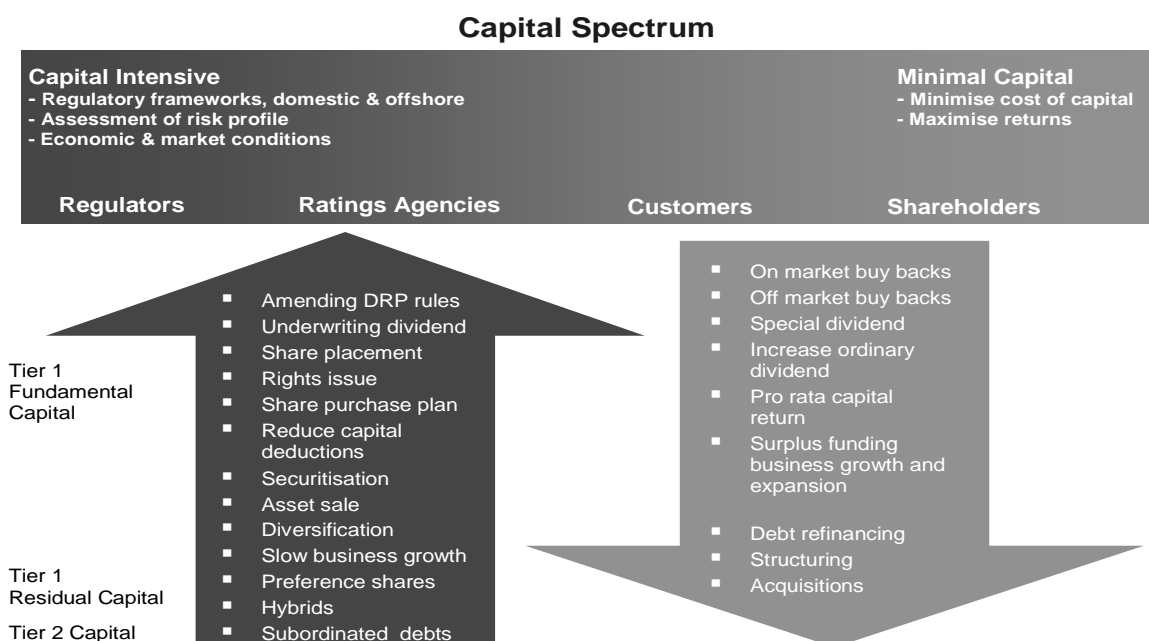 Capital Spectrum
Capital Intensive
- Regulatory frameworks, domestic & offshore
- Assessment of risk profile
- Economic & market conditions
Minimal Capital
- Minimise cost of capital
- Maximise returns
Regulators
Ratings Agencies
Customers
Shareholders
Tier 1
Fundamental
Capital
Tier 1
Residual Capital
Tier 2 Capital
▪ Amending DRP rules
▪ Underwriting dividend
▪ Share placement
▪ Rights issue
▪ Share purchase plan
▪ Reduce capital
deductions
▪ Securitisation
▪ Asset sale
▪ Diversification
▪ Slow business growth
▪ Preference shares
▪ Hybrids
▪ Subordinated debts
▪ On market buy backs
▪ Off market buy backs
▪ Special dividend
▪ Increase ordinary
dividend
▪ Pro rata capital
return
▪ Surplus funding
business growth and
expansion
▪ Debt refinancing
▪ Structuring
▪ Acquisitions